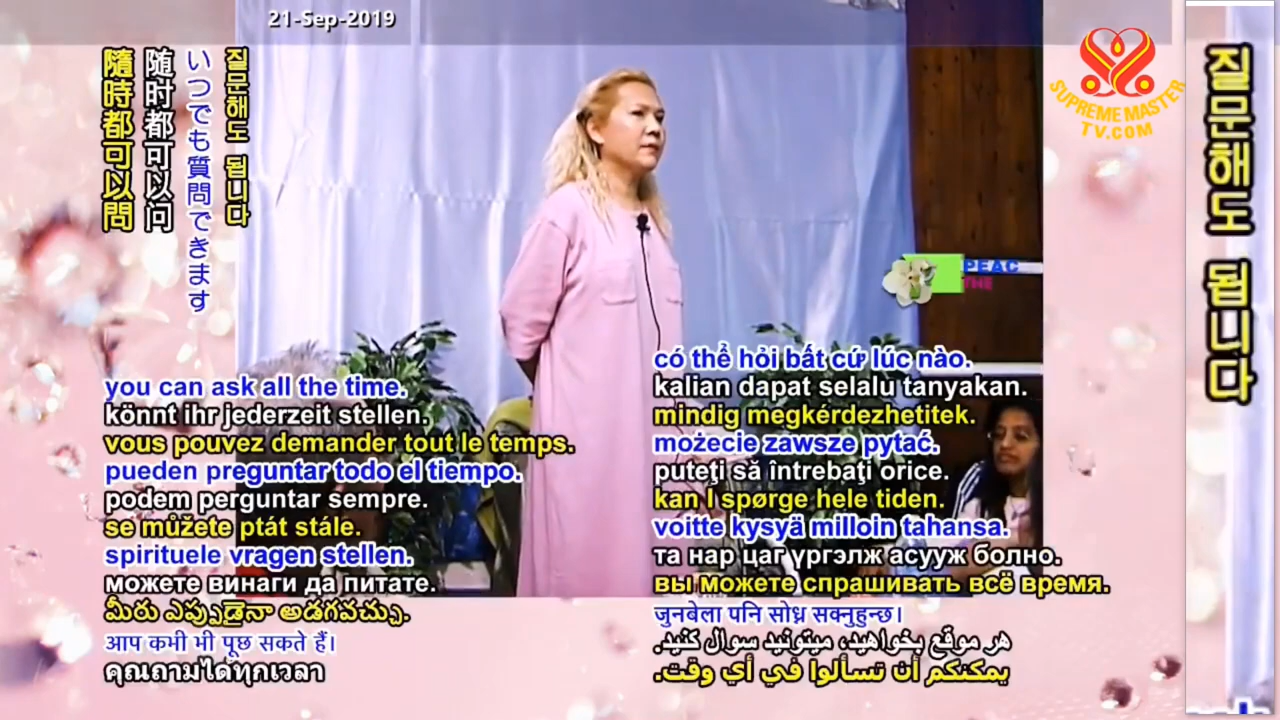 21-Sep-2019
SUPREME MASTER
TV.COM
질문해도 됩니다
いつでも質問できます
随时都可以问
隨時都可以問
질문해도 됩니다
PEAC
THE
you can ask all the time.
könnt ihr jederzeit stellen.
vous pouvez demander tout le temps.
pueden preguntar todo el tiempo.
podem perguntar sempre.
se můžete ptát stále.
spirituele vragen stellen.
можете винаги да питате.
మీరు ఎప్పుడైనా అడగవచ్చు.
आप कभी भी पूछ सकते हैं।
คุณถามได้ทุกเวลา
có thể hỏi bất cứ lúc nào.
kalian dapat selalu tanyakan.
mindig megkérdezhetitek.
możecie zawsze pytać.
puteţi să întrebaţi orice.
kan I spørge hele tiden.
voitte kysyä milloin tahansa.
та нар цаг үргэлж асууж болно.
вы можете спрашивать всё время.
जुनबेला पनि सोध्न सक्नुहुन्छ।
هر موقع بخواهید، میتونید سوال کنید.
يمكنكم أن تسألوا في أي وقت.